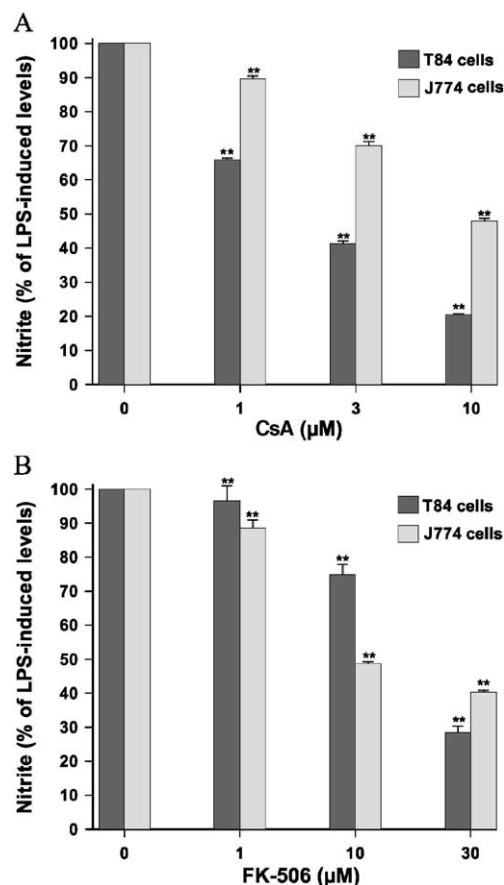 A
Nitrite (% of LPS-induced levels)
100
90
80
70
60
50
40
30
20
10
0
T84 cells
J774 cells
**
**
**
**
**
**
0 1 3 10
CsA (µM)
B
Nitrite (% of LPS-induced levels)
100
90
80
70
60
50
40
30
20
10
0
T84 cells
J774 cells
**
**
**
**
**
**
0 1 10 30
FK-506 (µM)